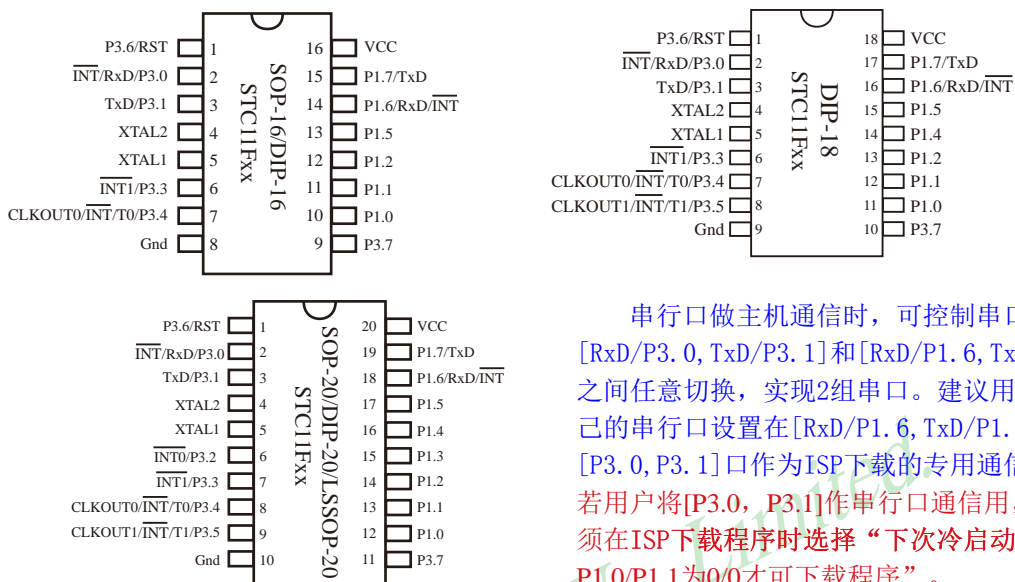 P3.6/RST 1 16 VCC
INT/RxD/P3.0 2 15 P1.7/TxD
TxD/P3.1 3 14 P1.6/RxD/INT
XTAL2 4 13 P1.5
XTAL1 5 12 P1.2
INT1/P3.3 6 11 P1.1
CLKOUT0/INT/T0/P3.4 7 10 P1.0
Gnd 8 9 P3.7
SOP-16/DIP-16
STC11Fxx
P3.6/RST 1 18 VCC
INT/RxD/P3.0 2 17 P1.7/TxD
TxD/P3.1 3 16 P1.6/RxD/INT
XTAL2 4 15 P1.5
XTAL1 5 14 P1.4
INT1/P3.3 6 13 P1.2
CLKOUT0/INT/T0/P3.4 7 12 P1.1
CLKOUT1/INT/T1/P3.5 8 11 P1.0
Gnd 9 10 P3.7
DIP-18
STC11Fxx
P3.6/RST 1 20 VCC
INT/RxD/P3.0 2 19 P1.7/TxD
TxD/P3.1 3 18 P1.6/RxD/INT
XTAL2 4 17 P1.5
XTAL1 5 16 P1.4
INT0/P3.2 6 15 P1.3
INT1/P3.3 7 14 P1.2
CLKOUT0/INT/T0/P3.4 8 13 P1.1
CLKOUT1/INT/T1/P3.5 9 12 P1.0
Gnd 10 11 P3.7
SOP-20/DIP-20/LSSOP-20
STC11Fxx
串行口做主机通信时，可控制串口
[RxD/P3.0,TxD/P3.1]和[RxD/P1.6,Tx
之间任意切换，实现2组串口。建议用
己的串行口设置在[RxD/P1.6,TxD/P1.
[P3.0,P3.1]口作为ISP下载的专用通信
若用户将[P3.0，P3.1]作串行口通信用，
须在ISP下载程序时选择“下次冷启动
P1.0/P1.1为0/0才可下载程序”。
Limited.